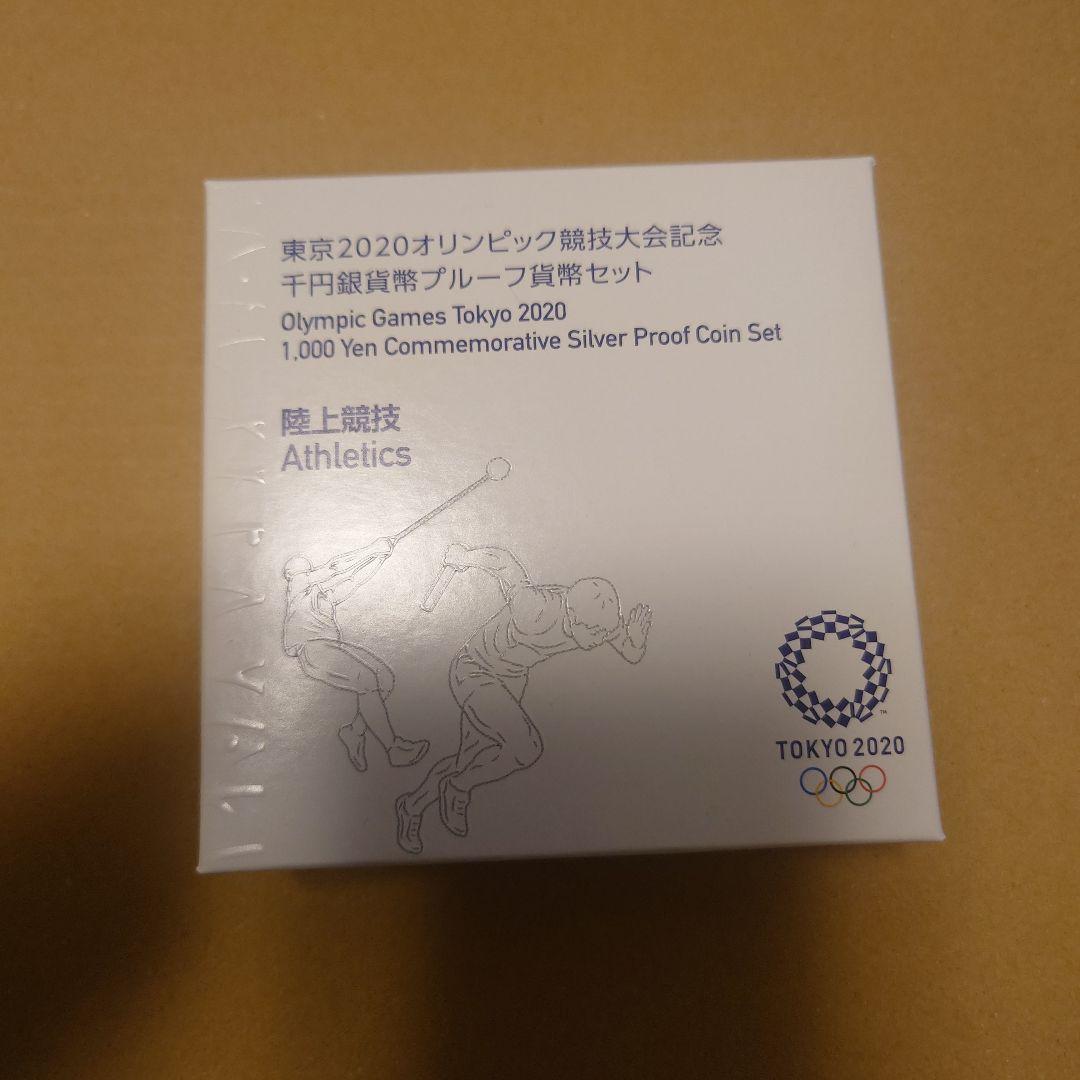 東京2020オリンピック競技大会記念
千円銀貨幣プルーフ貨幣セット
Olympic Games Tokyo 2020
1,000 Yen Commemorative Silver Proof Coin Set
陸上競技
Athletics
TM
TOKYO 2020